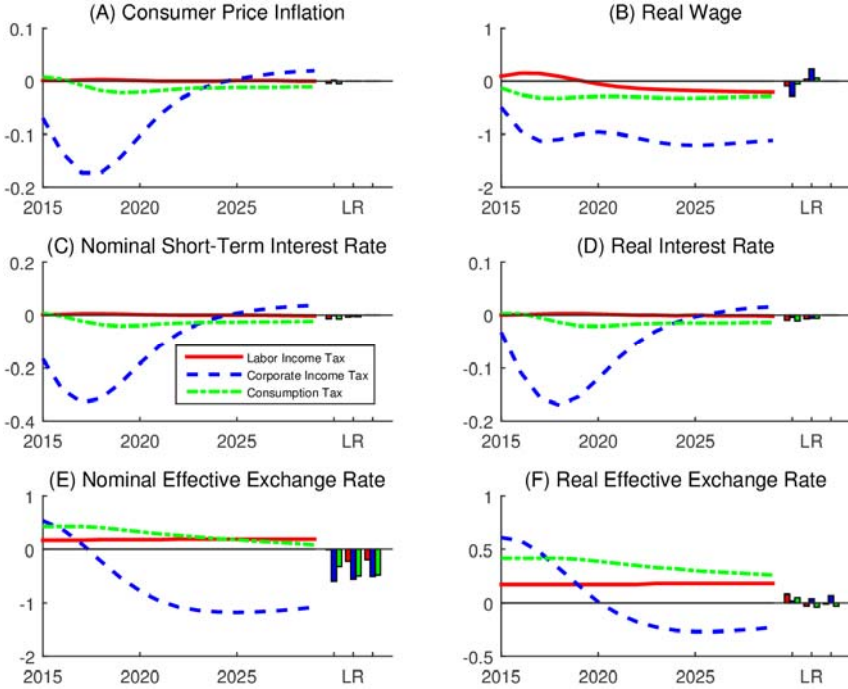 (A) Consumer Price Inflation
0.1
0
-0.1
-0.2
2015 2020 2025 LR
(B) Real Wage
1
0
-1
-2
2015 2020 2025 LR
(C) Nominal Short-Term Interest Rate
0.2
0
-0.2
-0.4
2015 2020 2025 LR
Labor Income Tax
Corporate Income Tax
Consumption Tax
(D) Real Interest Rate
0.1
0
-0.1
-0.2
2015 2020 2025 LR
(E) Nominal Effective Exchange Rate
1
0
-1
-2
2015 2020 2025 LR
(F) Real Effective Exchange Rate
1
0.5
0
-0.5
2015 2020 2025 LR